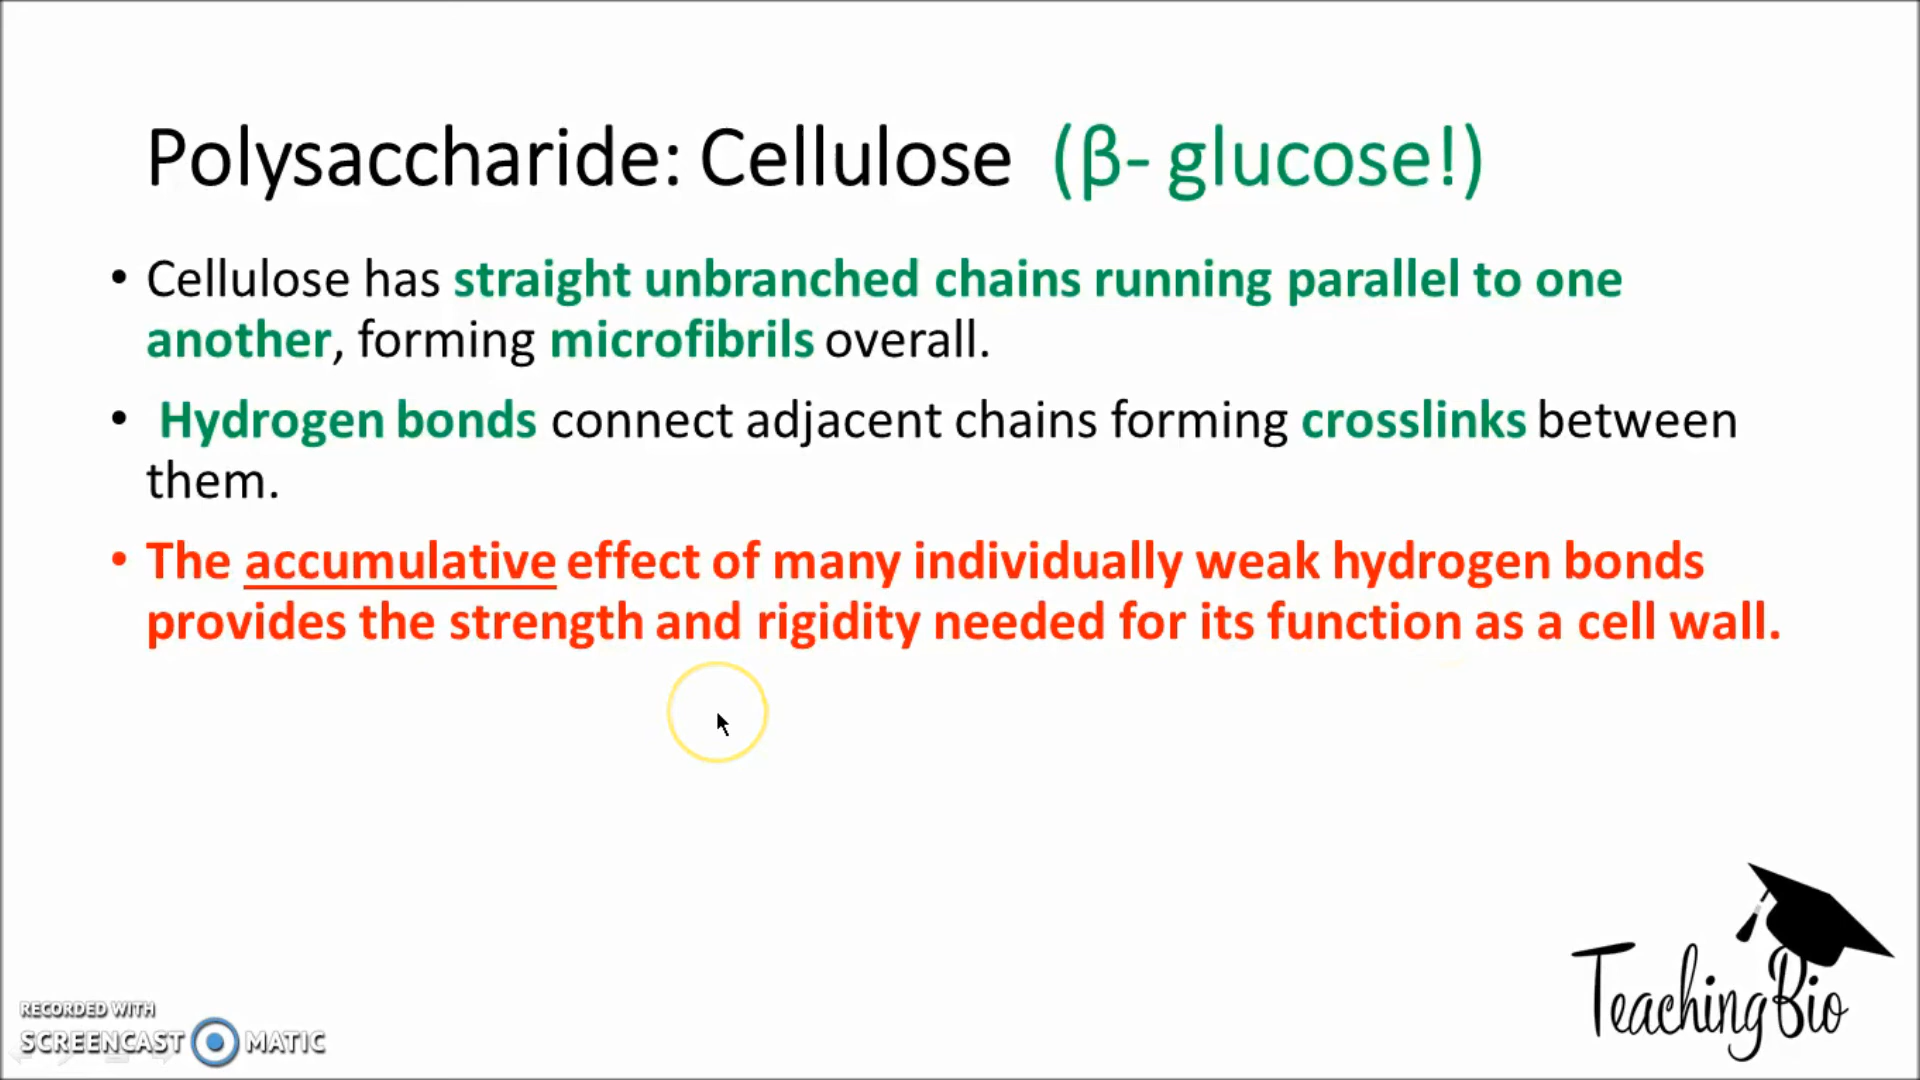 Polysaccharide: Cellulose (β- glucose!)
• Cellulose has straight unbranched chains running parallel to one
another, forming microfibrils overall.
• Hydrogen bonds connect adjacent chains forming crosslinks between
them.
• The accumulative effect of many individually weak hydrogen bonds
provides the strength and rigidity needed for its function as a cell wall.
TeachingBio
RECORDED WITH
SCREENCAST MATIC